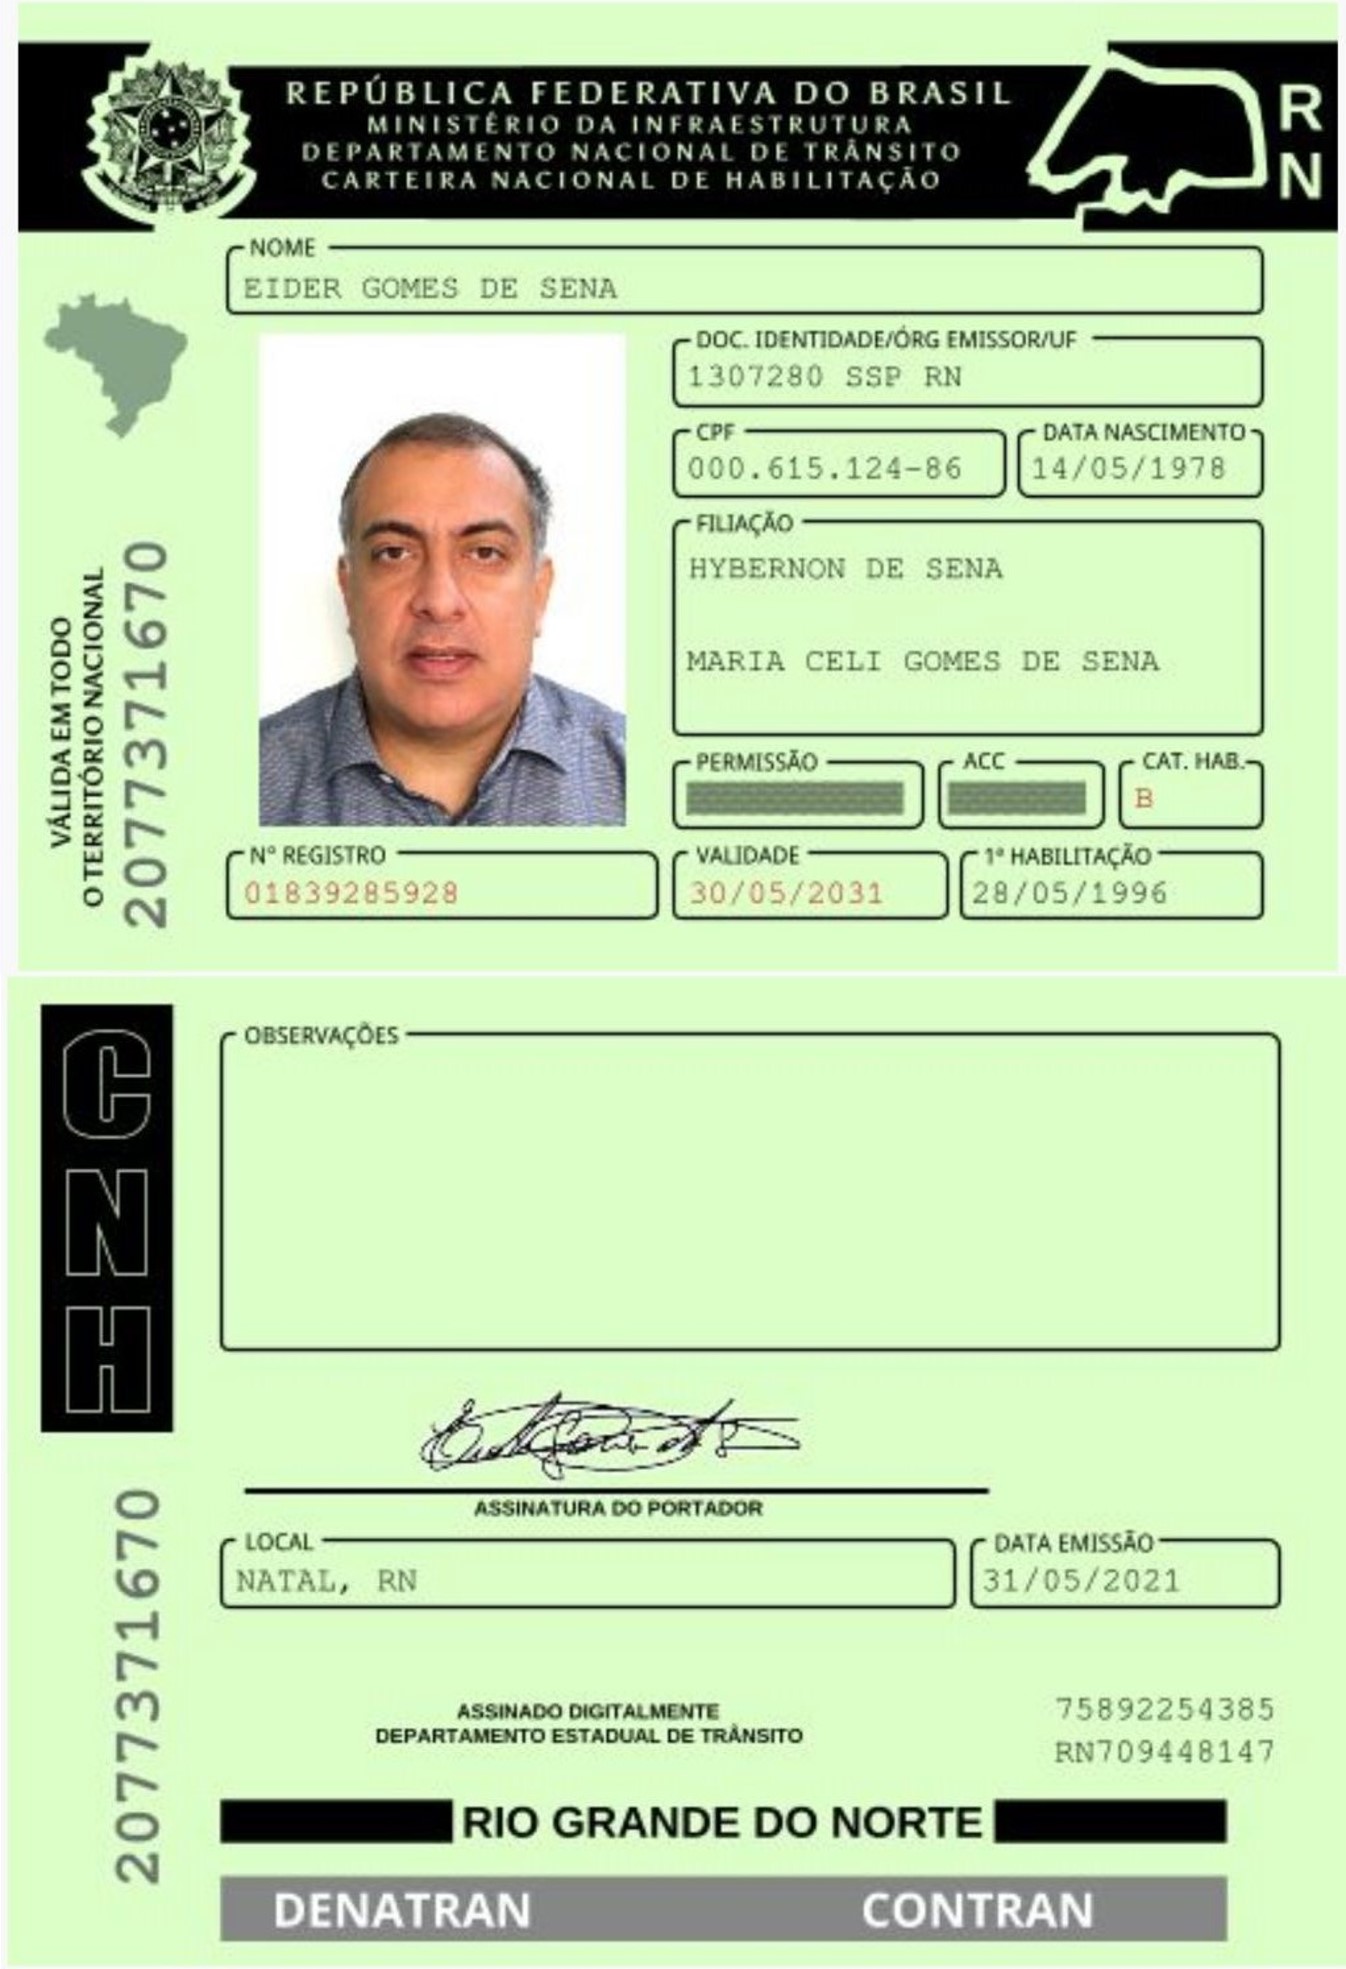 REPÚBLICA FEDERATIVA DO BRASIL
MINISTÉRIO DA INFRAESTRUTURA
DEPARTAMENTO NACIONAL DE TRÂNSITO
CARTEIRA NACIONAL DE HABILITAÇÃO
RN
NOME
EIDER GOMES DE SENA
DOC. IDENTIDADE/ÓRG EMISSOR/UF
1307280 SSP RN
CPF
000.615.124-86
DATA NASCIMENTO
14/05/1978
FILIAÇÃO
HYBERNON DE SENA
MARIA CELI GOMES DE SENA
PERMISSÃO
ACC
CAT. HAB.
B
Nº REGISTRO
01839285928
VALIDADE
30/05/2031
1ª HABILITAÇÃO
28/05/1996
VÁLIDA EM TODO
O TERRITÓRIO NACIONAL
2077371670
CNH
OBSERVAÇÕES
ASSINATURA DO PORTADOR
LOCAL
NATAL, RN
DATA EMISSÃO
31/05/2021
2077371670
ASSINADO DIGITALMENTE
DEPARTAMENTO ESTADUAL DE TRÂNSITO
75892254385
RN709448147
RIO GRANDE DO NORTE
DENATRAN CONTRAN